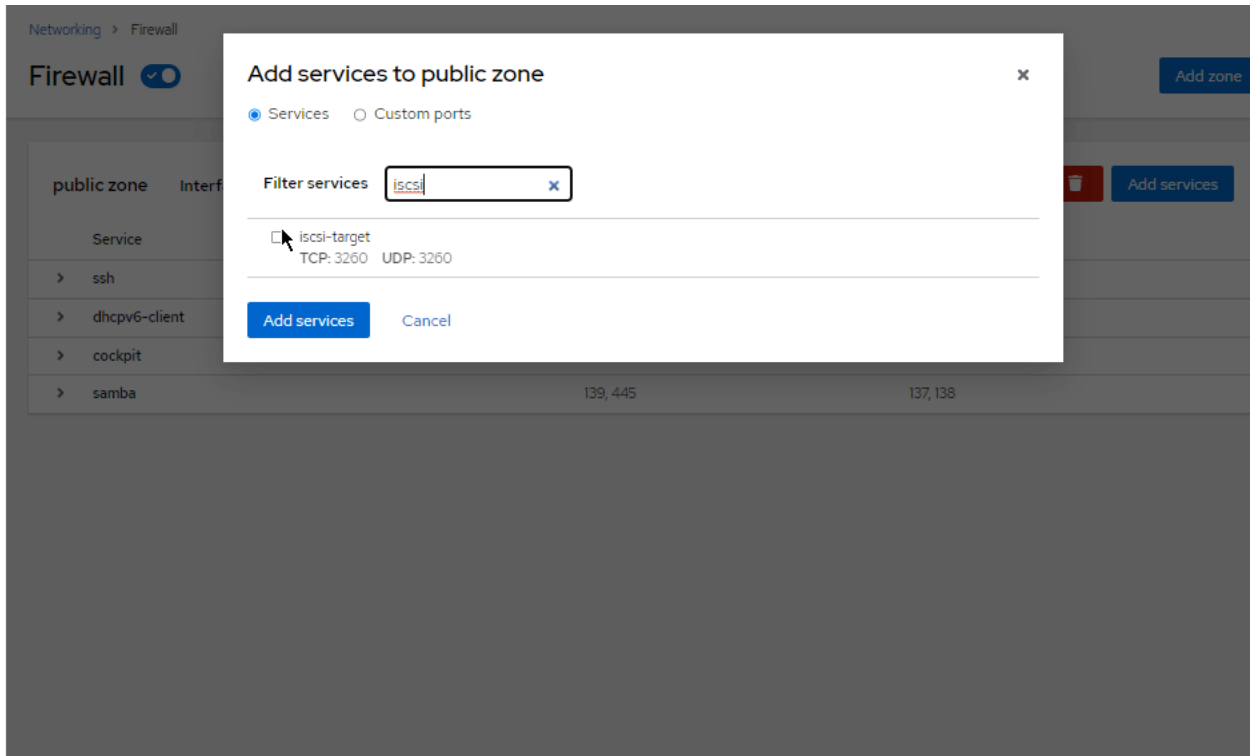 Networking > Firewall
Firewall
Add zone
Add services to public zone
Services Custom ports
public zone Interf
Filter services iscsi
Add services
Service
iscsi-target
TCP: 3260 UDP: 3260
ssh
dhcpv6-client
Add services Cancel
cockpit
samba 139, 445 137, 138